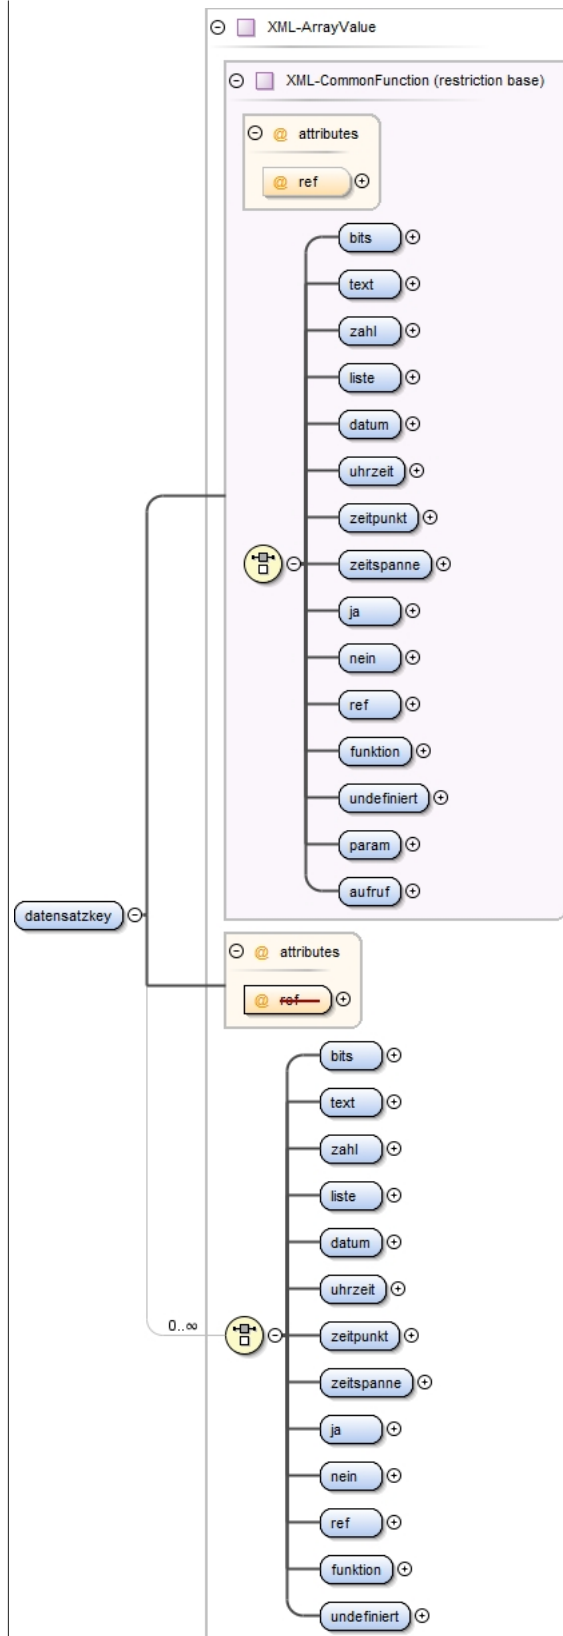 XML-ArrayValue
XML-CommonFunction (restriction base)
@ attributes
@ ref
bits
text
zahl
liste
datum
uhrzeit
zeitpunkt
zeitspanne
ja
nein
ref
funktion
undefiniert
param
aufruf
datensatzkey
@ attributes
@ ref
bits
text
zahl
liste
datum
uhrzeit
0..∞
zeitpunkt
zeitspanne
ja
nein
ref
funktion
undefiniert